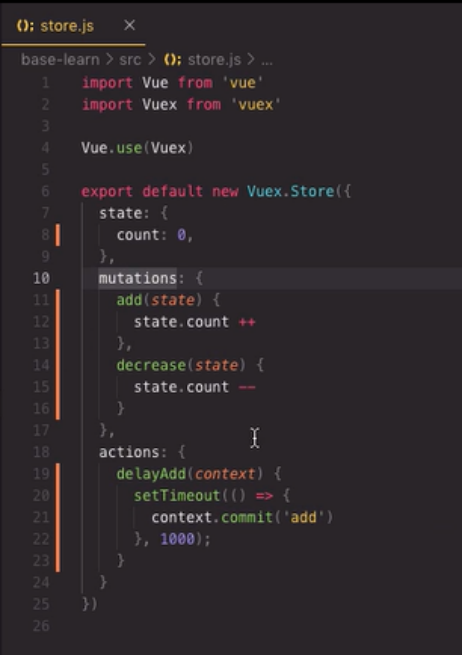 {}; store.js ×
base-learn > src > {}; store.js > ...
1 import Vue from 'vue'
2 import Vuex from 'vuex'
3
4 Vue.use(Vuex)
5
6 export default new Vuex.Store({
7 state: {
8 count: 0,
9 },
10 mutations: {
11 add(state) {
12 state.count ++
13 },
14 decrease(state) {
15 state.count --
16 }
17 },
18 actions: {
19 delayAdd(context) {
20 setTimeout(() => {
21 context.commit('add')
22 }, 1000);
23 }
24 }
25 })
26